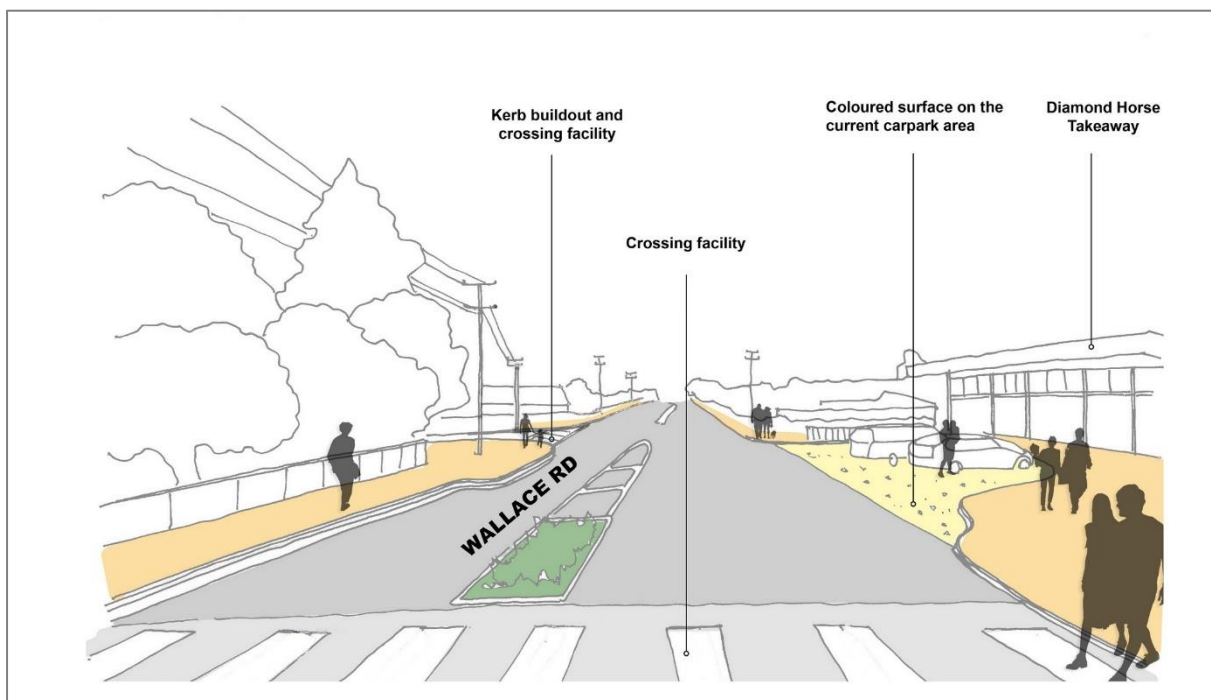 Kerb buildout and
crossing facility
Coloured surface on the
current carpark area
Diamond Horse
Takeaway
Crossing facility
WALLACE RD